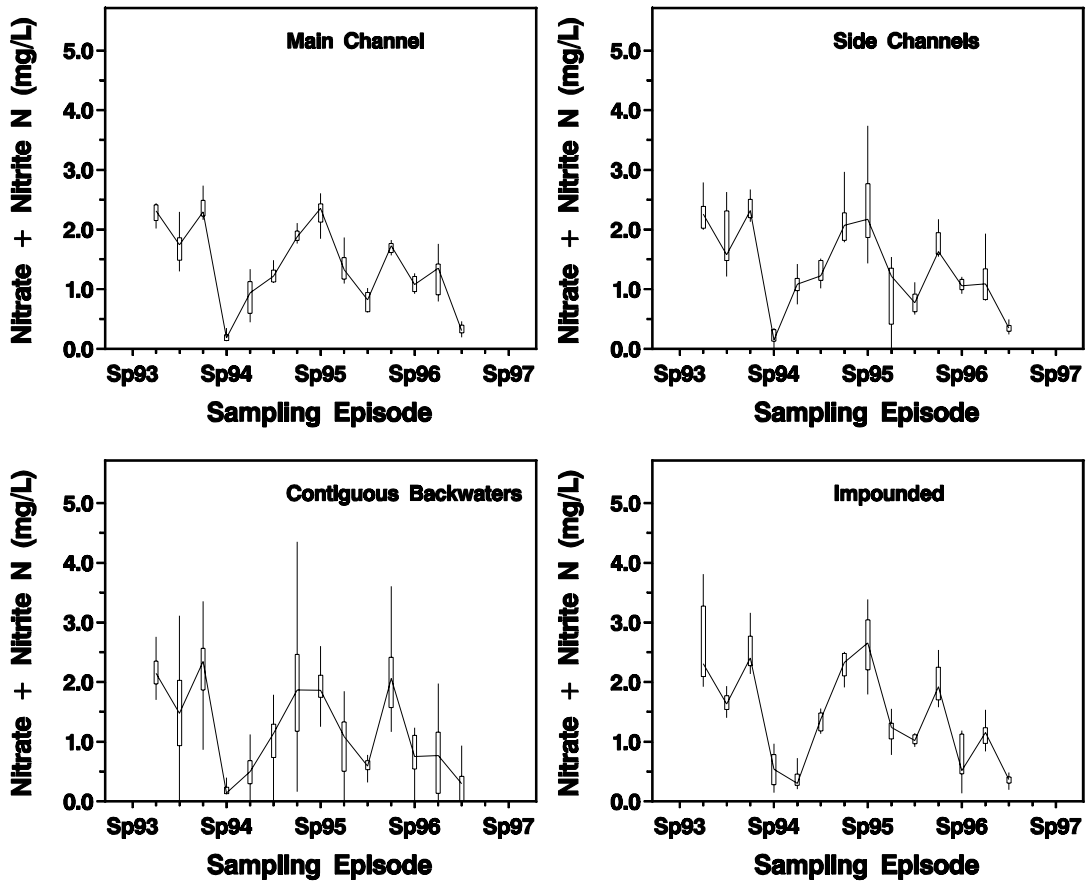 Main Channel
Nitrate + Nitrite N (mg/L)
5.0
4.0
3.0
2.0
1.0
0.0
Sp93 Sp94 Sp95 Sp96 Sp97
Sampling Episode
Side Channels
Nitrate + Nitrite N (mg/L)
5.0
4.0
3.0
2.0
1.0
0.0
Sp93 Sp94 Sp95 Sp96 Sp97
Sampling Episode
Contiguous Backwaters
Nitrate + Nitrite N (mg/L)
5.0
4.0
3.0
2.0
1.0
0.0
Sp93 Sp94 Sp95 Sp96 Sp97
Sampling Episode
Impounded
Nitrate + Nitrite N (mg/L)
5.0
4.0
3.0
2.0
1.0
0.0
Sp93 Sp94 Sp95 Sp96 Sp97
Sampling Episode